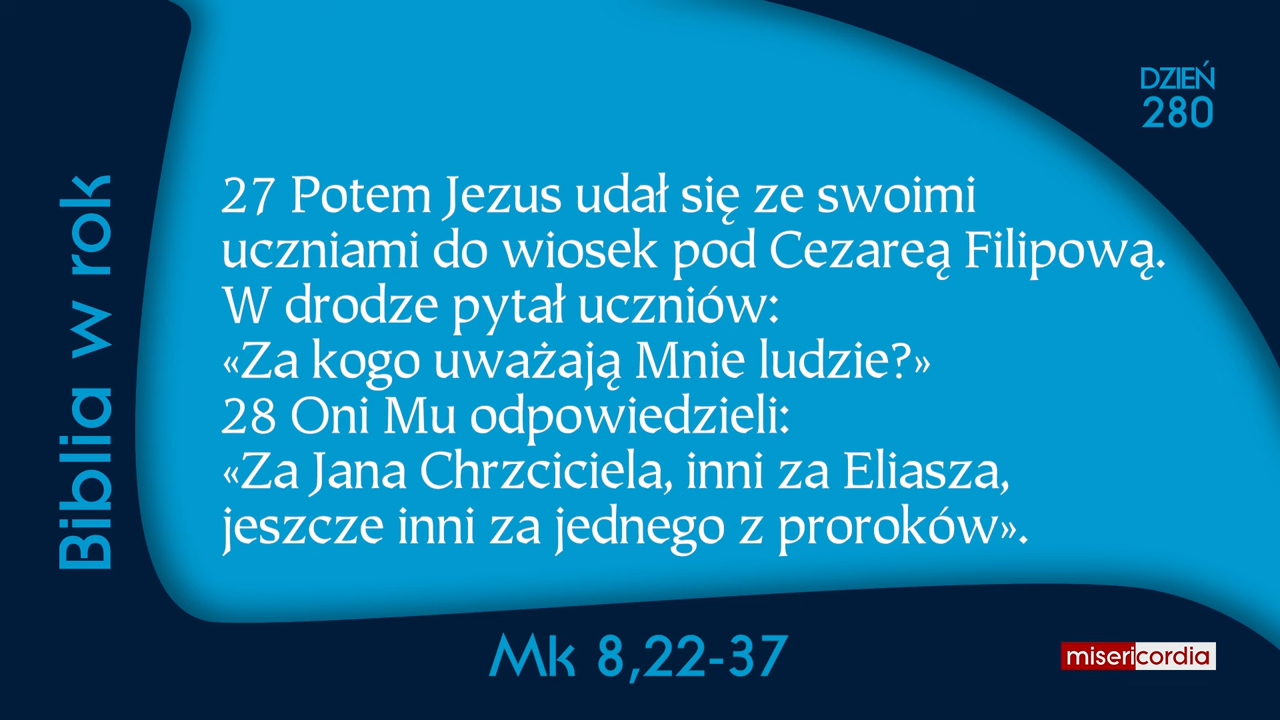 DZIEŃ
280
Biblia w rok
27 Potem Jezus udał się ze swoimi
uczniami do wiosek pod Cezareą Filipową.
W drodze pytał uczniów:
«Za kogo uważają Mnie ludzie?»
28 Oni Mu odpowiedzieli:
«Za Jana Chrzciciela, inni za Eliasza,
jeszcze inni za jednego z proroków».
Mk 8,22-37
misericordia